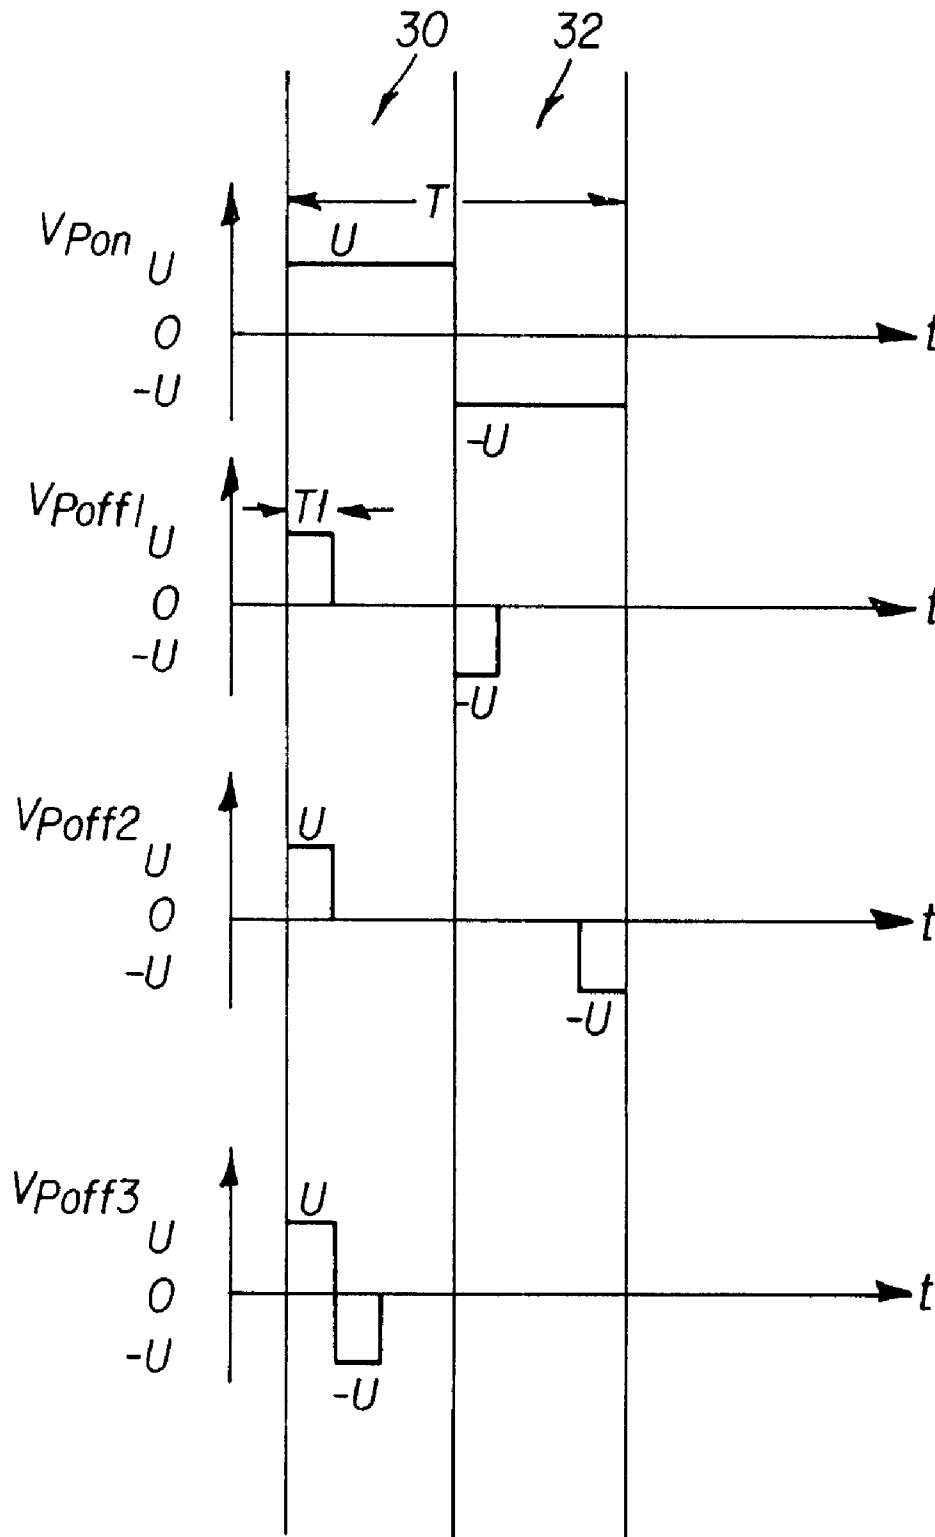 30 32
T
VPon U U
0 t
-U
-U
VPoff1 T1
U
0 t
-U
-U
VPoff2 U
U
0 t
-U
-U
VPoff3 U
U
0 t
-U
-U